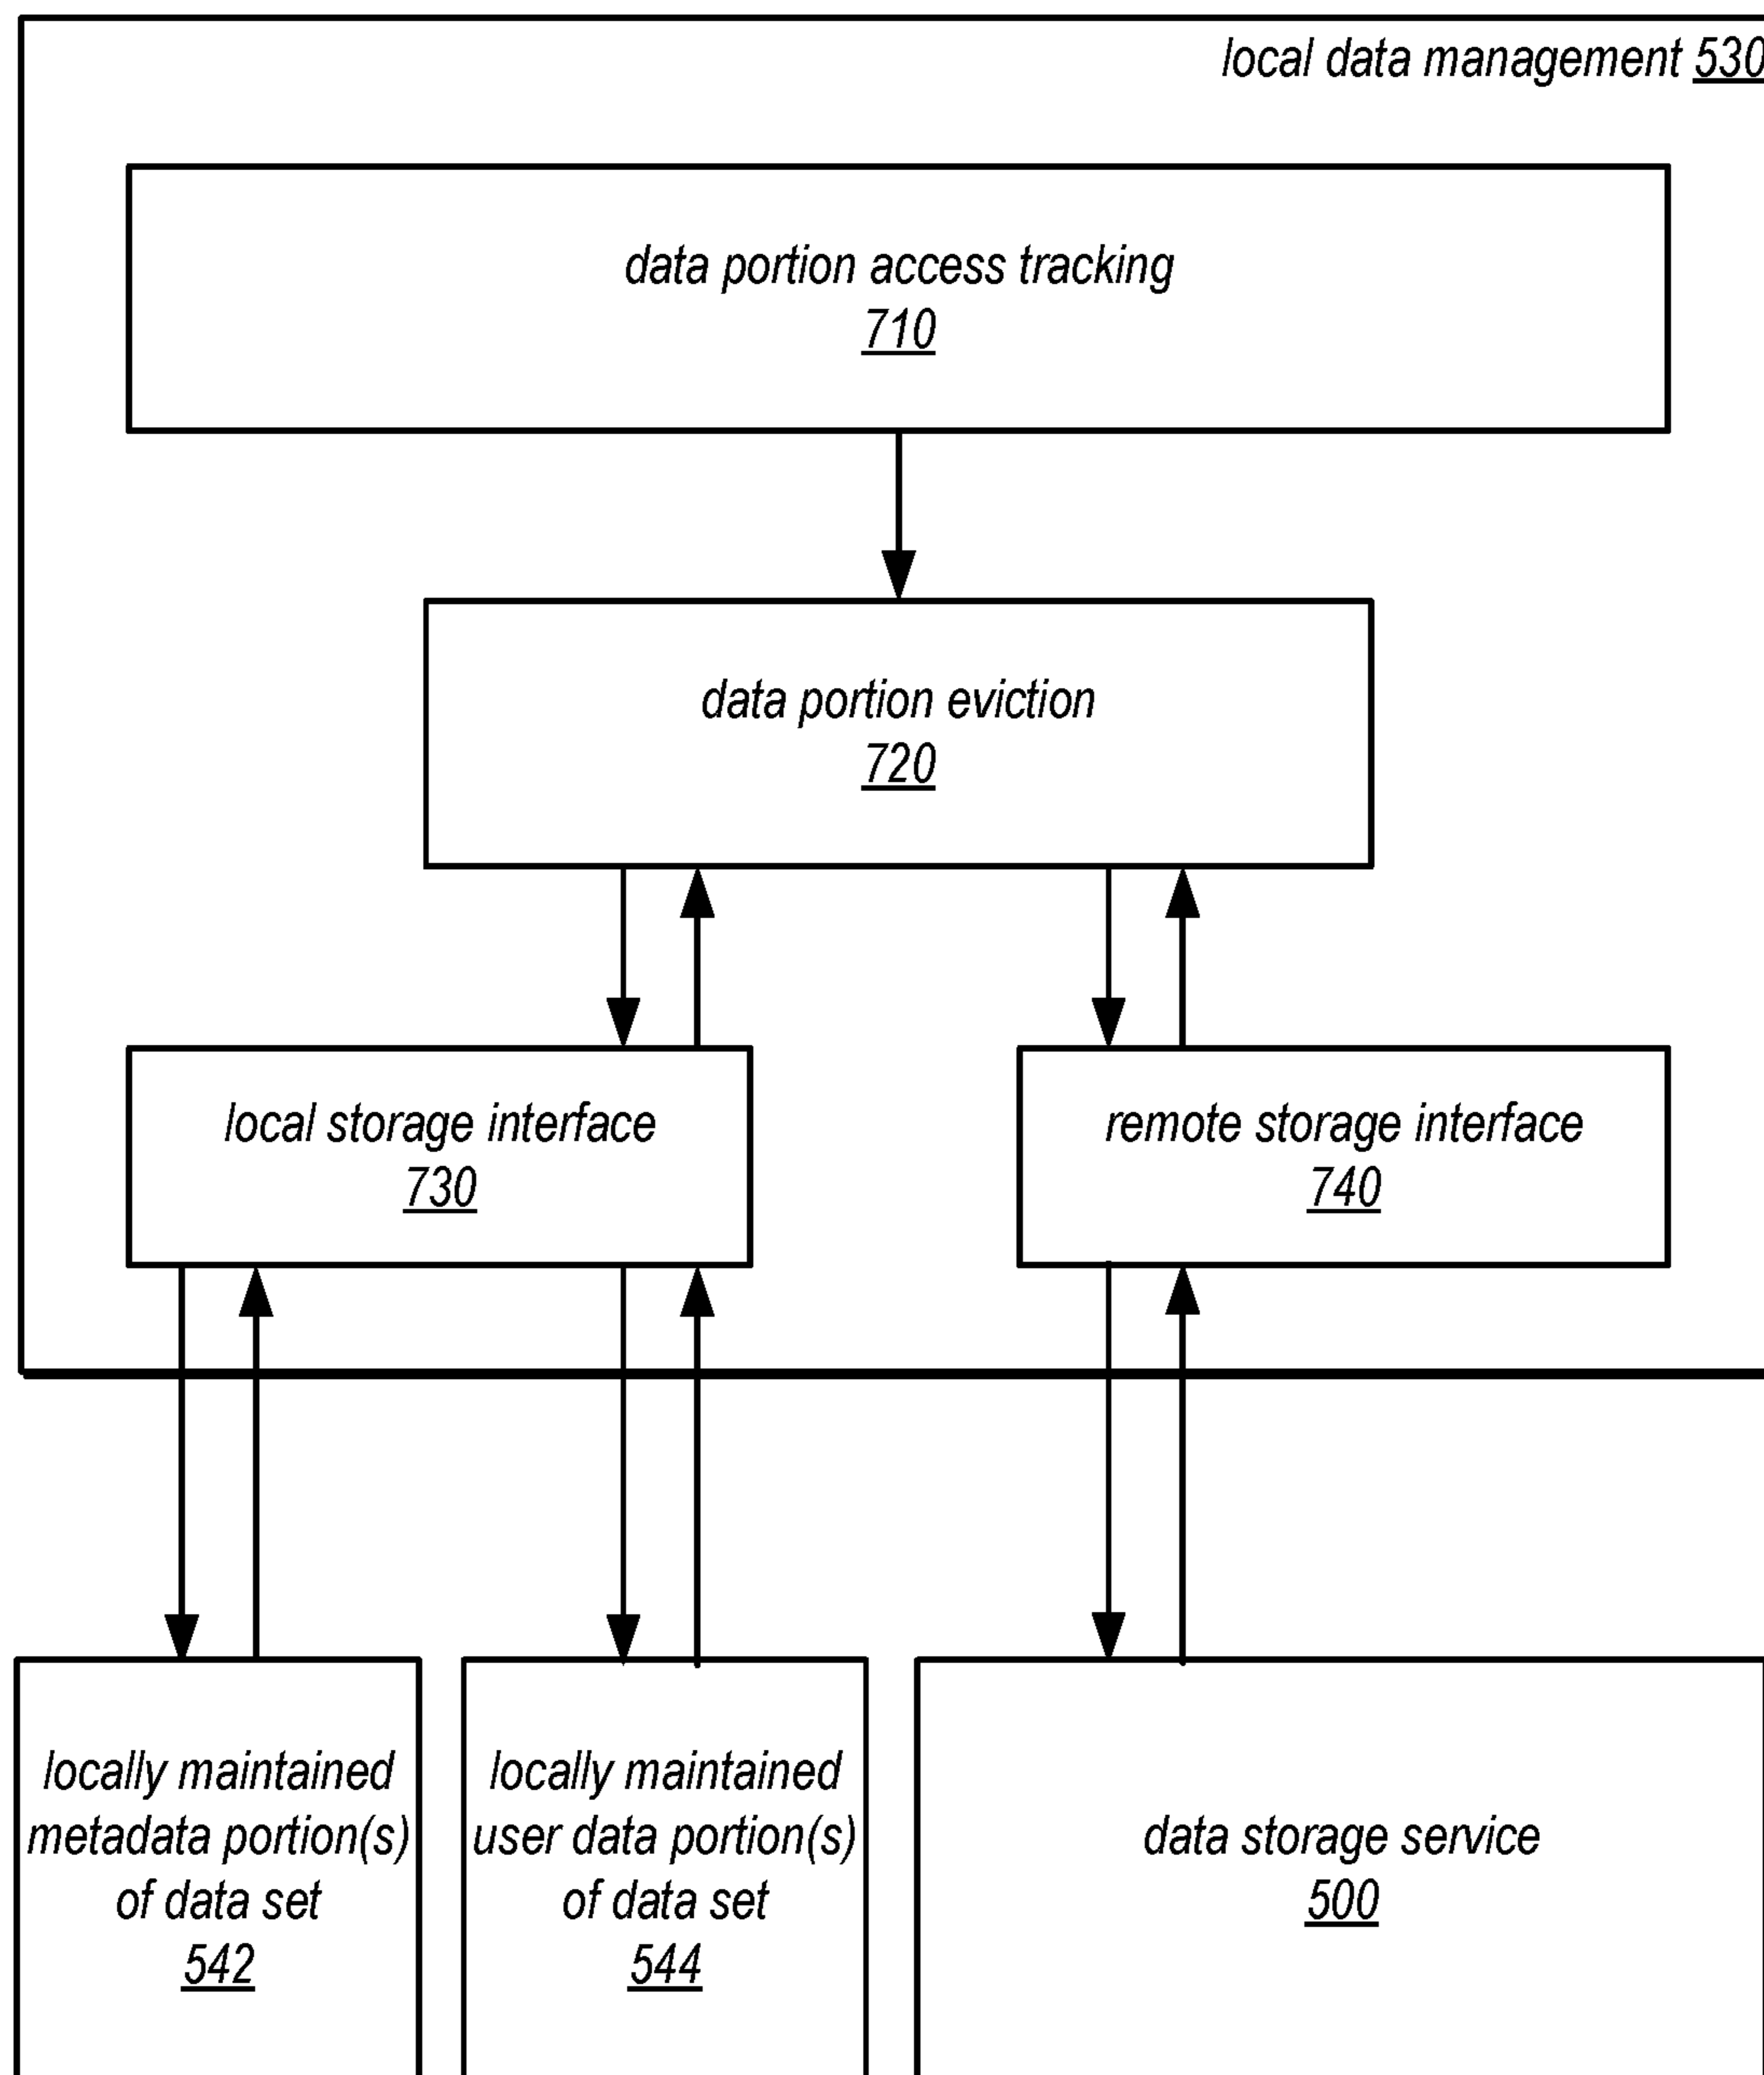 local data management 530
data portion access tracking
710
data portion eviction
720
local storage interface
730
remote storage interface
740
locally maintained
metadata portion(s)
of data set
542
locally maintained
user data portion(s)
of data set
544
data storage service
500